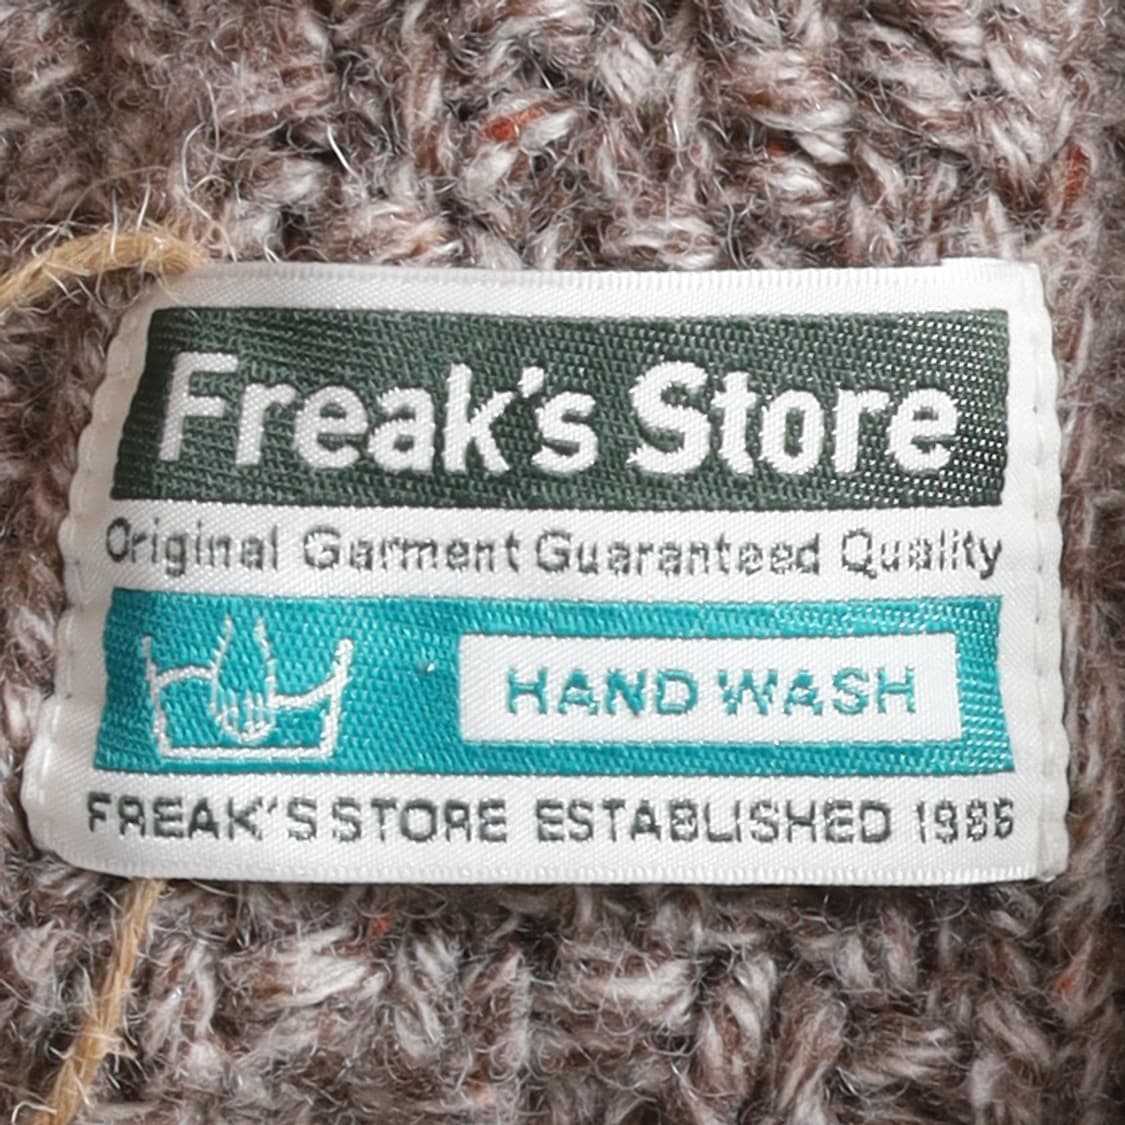 Freak's Store
Original Garment Guaranteed Quality
HAND WASH
FREAK'S STORE ESTABLISHED 1986